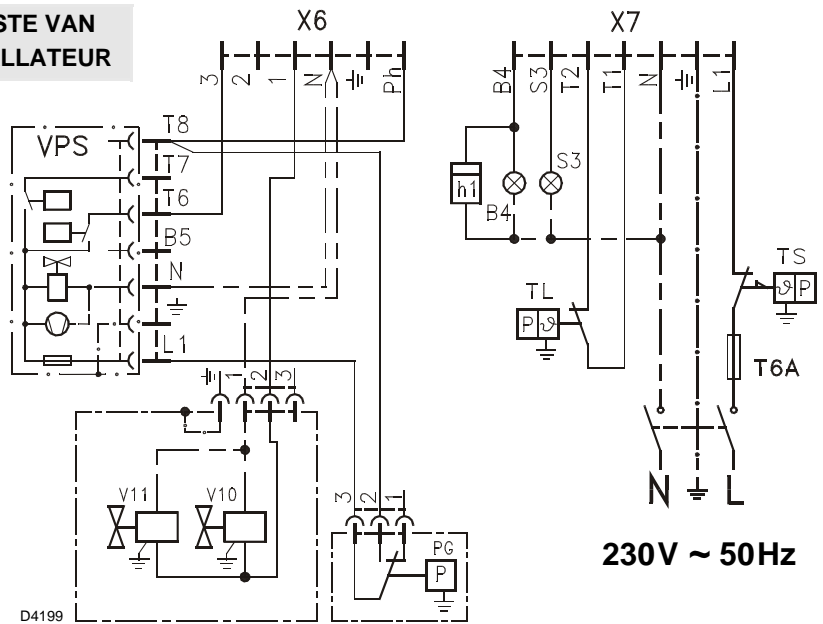 STE VAN
LLATEUR
X6
X7
3
2
1
N
Ph
B4
S3
T2
T1
N
L1
VPS
T8
T7
T6
B5
N
L1
h1
B4
S3
TL
P ϑ
TS
ϑ P
T6A
1
2
3
V11
V10
3
2
1
PG
P
N
L
230V ~ 50Hz
D4199